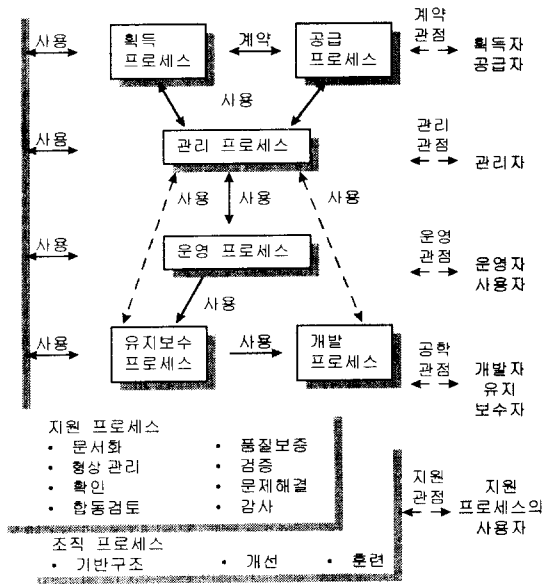 사용
획득
프로세스
계약
공급
프로세스
계약
관점
획득자
공급자
사용
사용
관리 프로세스
관리
관점
관리자
사용
사용
사용
사용
운영 프로세스
운영
관점
운영자
사용자
사용
사용
유지보수
프로세스
사용
개발
프로세스
공학
관점
개발자
유지
보수자
지원 프로세스
• 문서화
• 품질보증
• 형상 관리
• 검증
• 확인
• 문제해결
• 합동검토
• 감사
지원
관점
지원
프로세스의
사용자
조직 프로세스
• 기반구조
• 개선
• 훈련